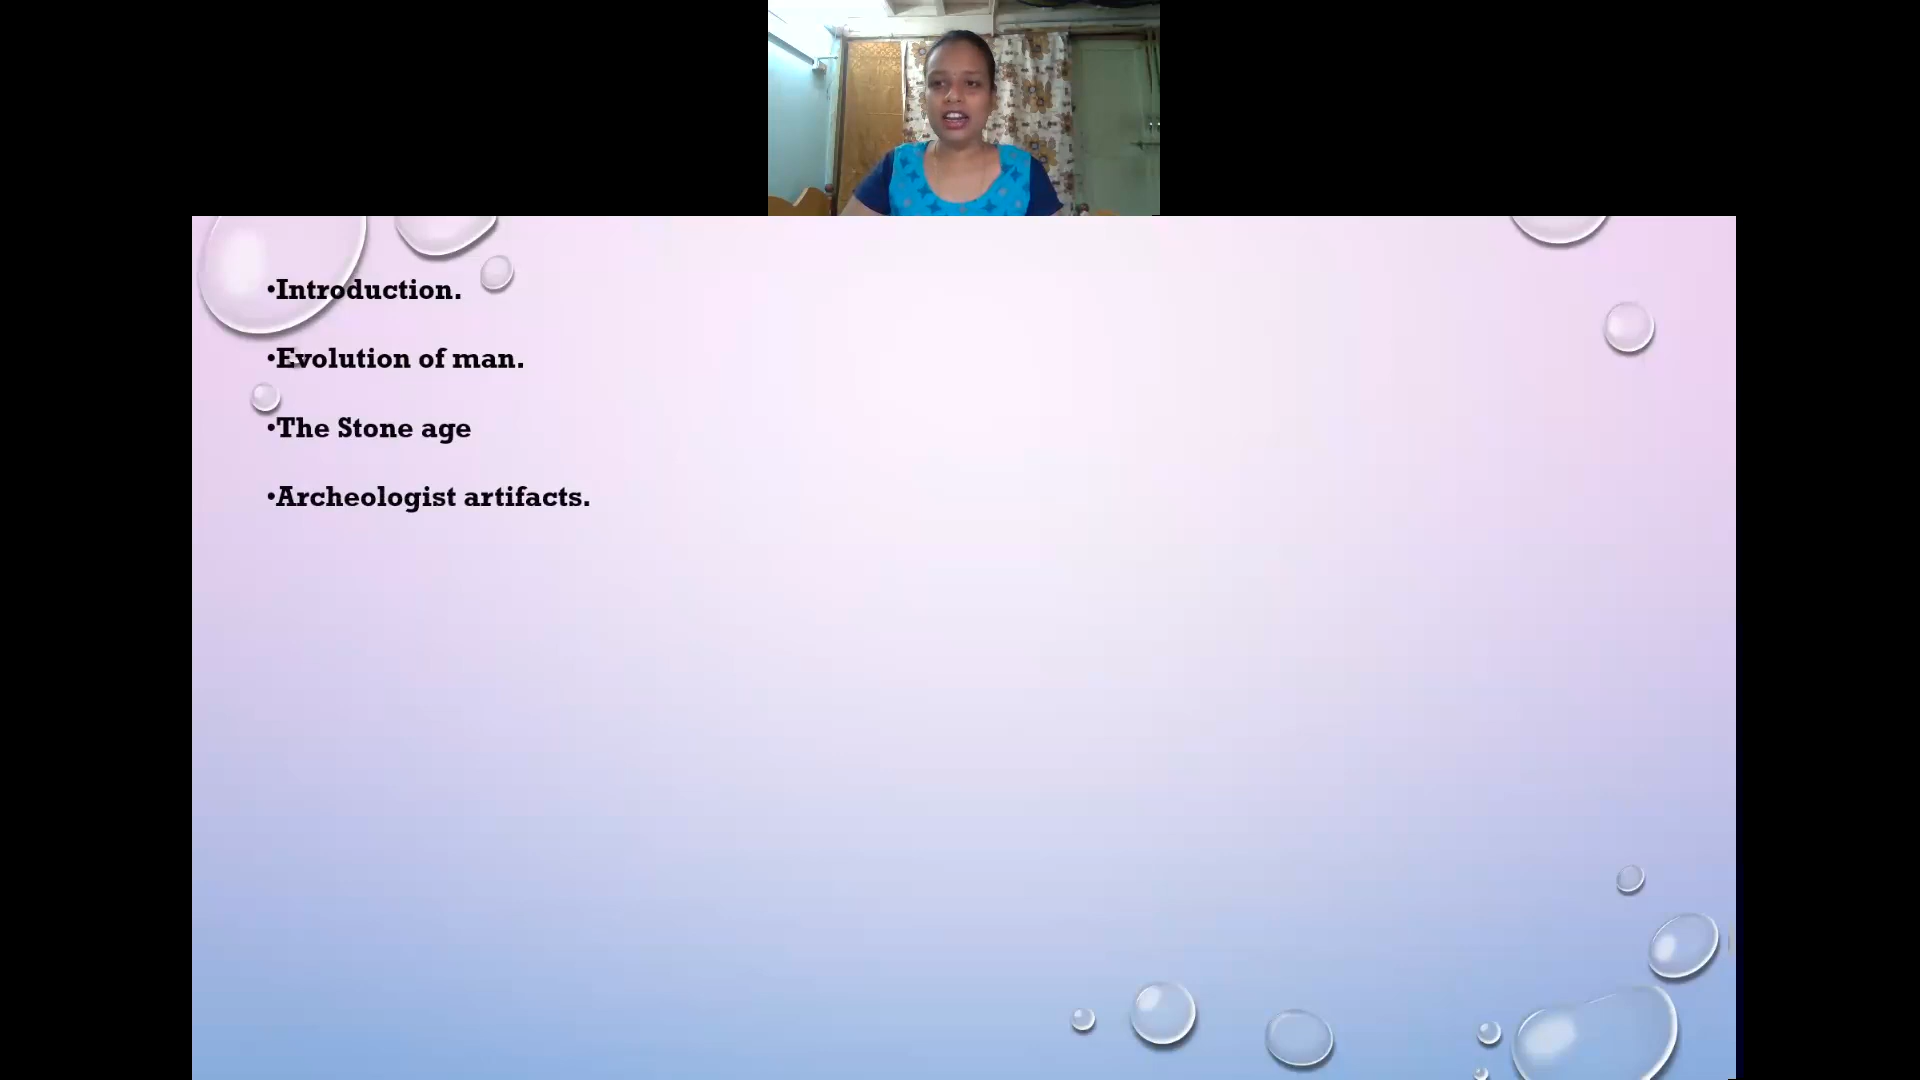 •Introduction.
•Evolution of man.
•The Stone age
•Archeologist artifacts.